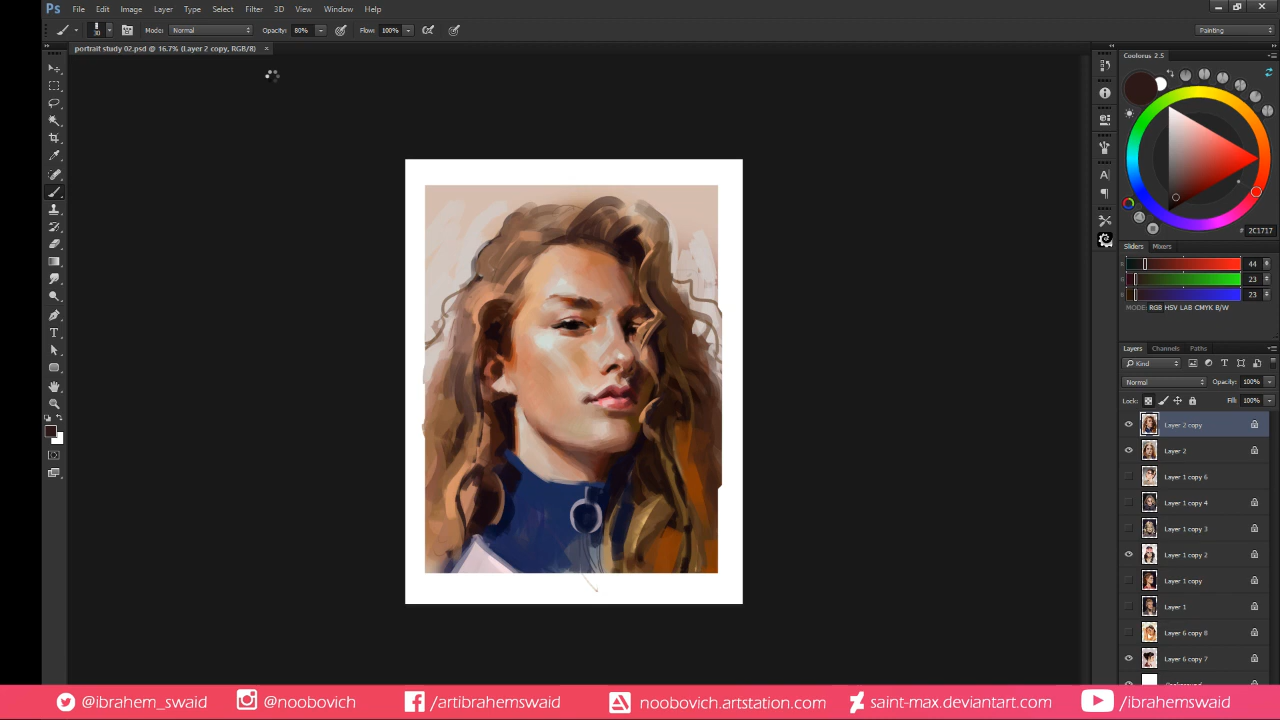 Ps File Edit Image Layer Type Select Filter 3D View Window Help
30 Mode: Normal Opacity: 80% Flow: 100% Painting
portrait study 02.psd @ 16.7% (Layer 2 copy, RGB/8) ×
Coolorus 2.5
# 2C1717
Sliders Mixers
R 44
G 23
B 23
MODE: RGB HSV LAB CMYK B/W
Layers Channels Paths
Kind
Normal Opacity: 100%
Lock: Fill: 100%
Layer 2 copy
Layer 2
Layer 1 copy 6
Layer 1 copy 4
Layer 1 copy 3
Layer 1 copy 2
Layer 1 copy
Layer 1
Layer 6 copy 8
Layer 6 copy 7
Background
@ibrahem_swaid @noobovich /artibrahemswaid noobovich.artstation.com saint-max.deviantart.com /ibrahemswaid